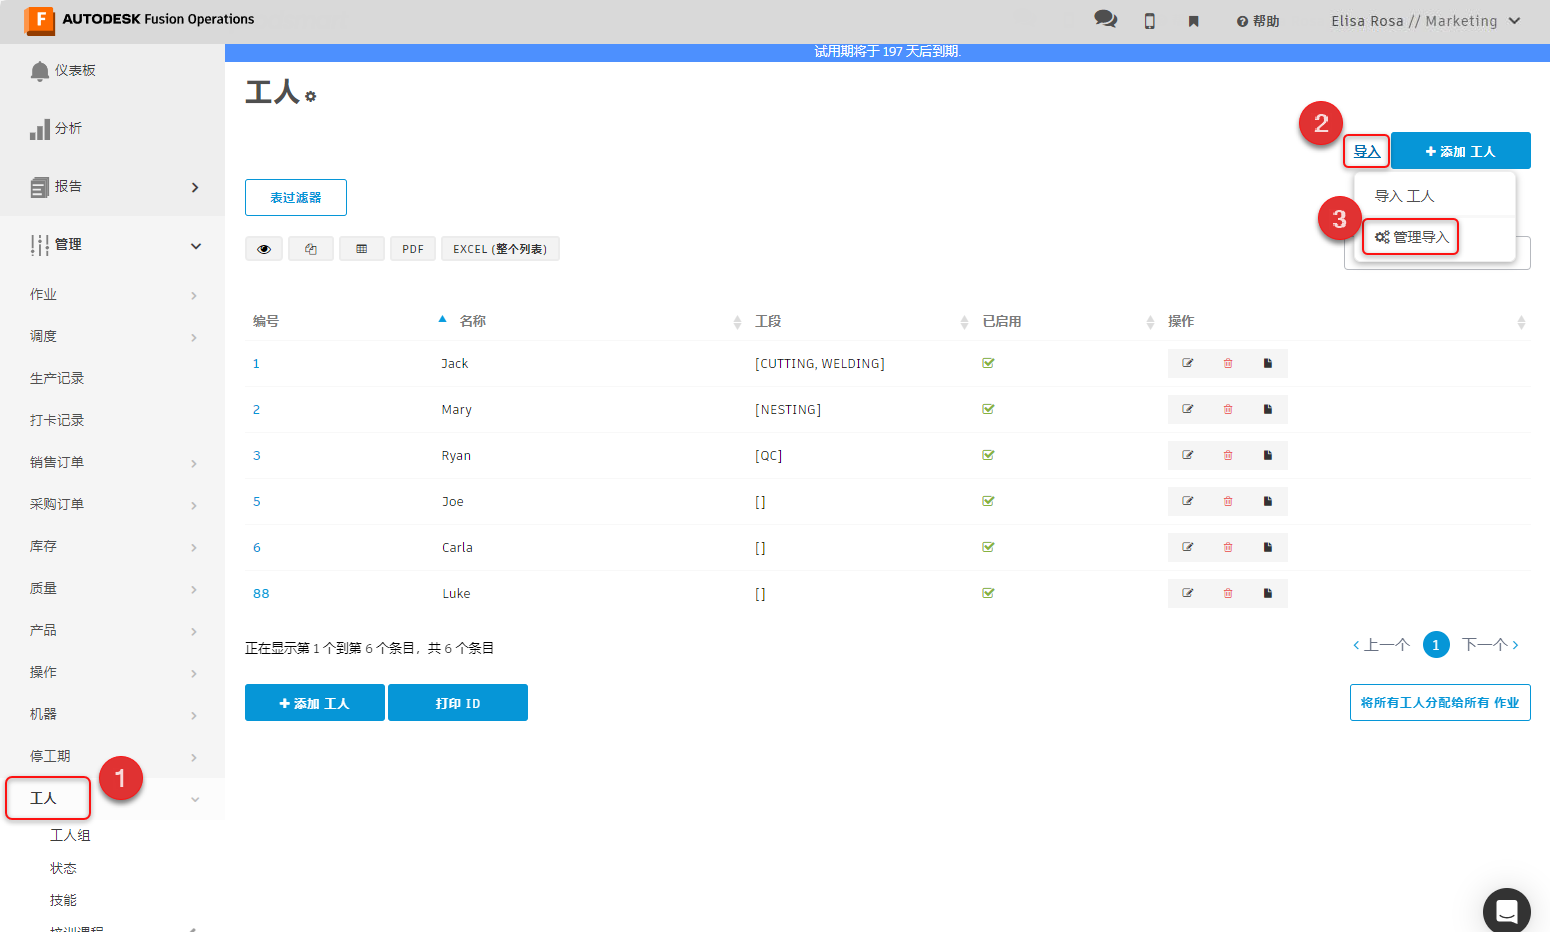 F AUTODESK Fusion Operations
帮助
Elisa Rosa // Marketing
试用期将于 197 天后到期.
仪表板
分析
报告
管理
作业
调度
生产记录
打卡记录
销售订单
采购订单
库存
质量
产品
操作
机器
停工期
工人
1
工人组
状态
技能
培训课程
工人
2
导入
添加 工人
导入 工人
3
管理导入
表过滤器
PDF
EXCEL (整个列表)
编号 名称 工段 已启用 操作
1 Jack [CUTTING, WELDING]
2 Mary [NESTING]
3 Ryan [QC]
5 Joe []
6 Carla []
88 Luke []
正在显示第 1 个到第 6 个条目，共 6 个条目
上一个 1 下一个
添加 工人
打印 ID
将所有工人分配给所有 作业